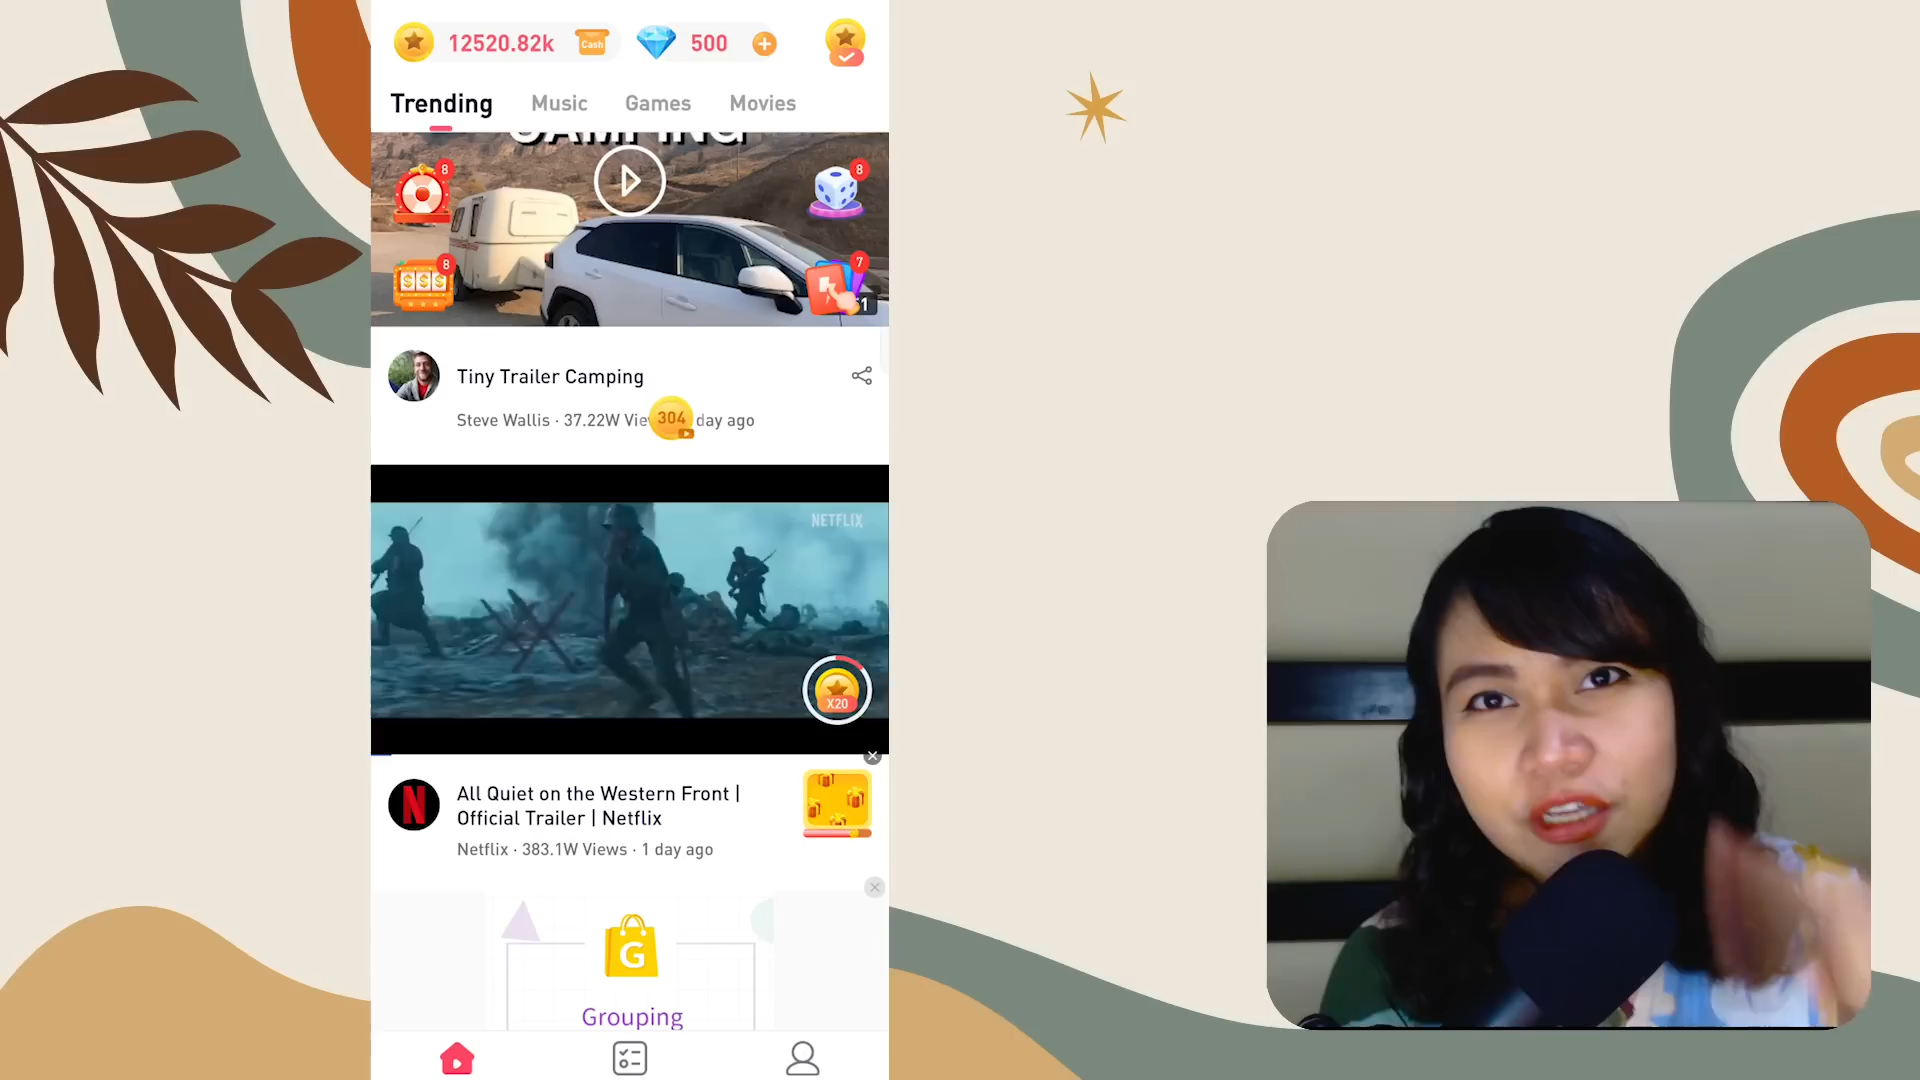 12520.82k Cash 500
Trending Music Games Movies
CAMPING
8 8
8 7
1
Tiny Trailer Camping
Steve Wallis · 37.22W Vie 304 day ago
NETFLIX
X20
All Quiet on the Western Front |
Official Trailer | Netflix
Netflix · 383.1W Views · 1 day ago
G
Grouping